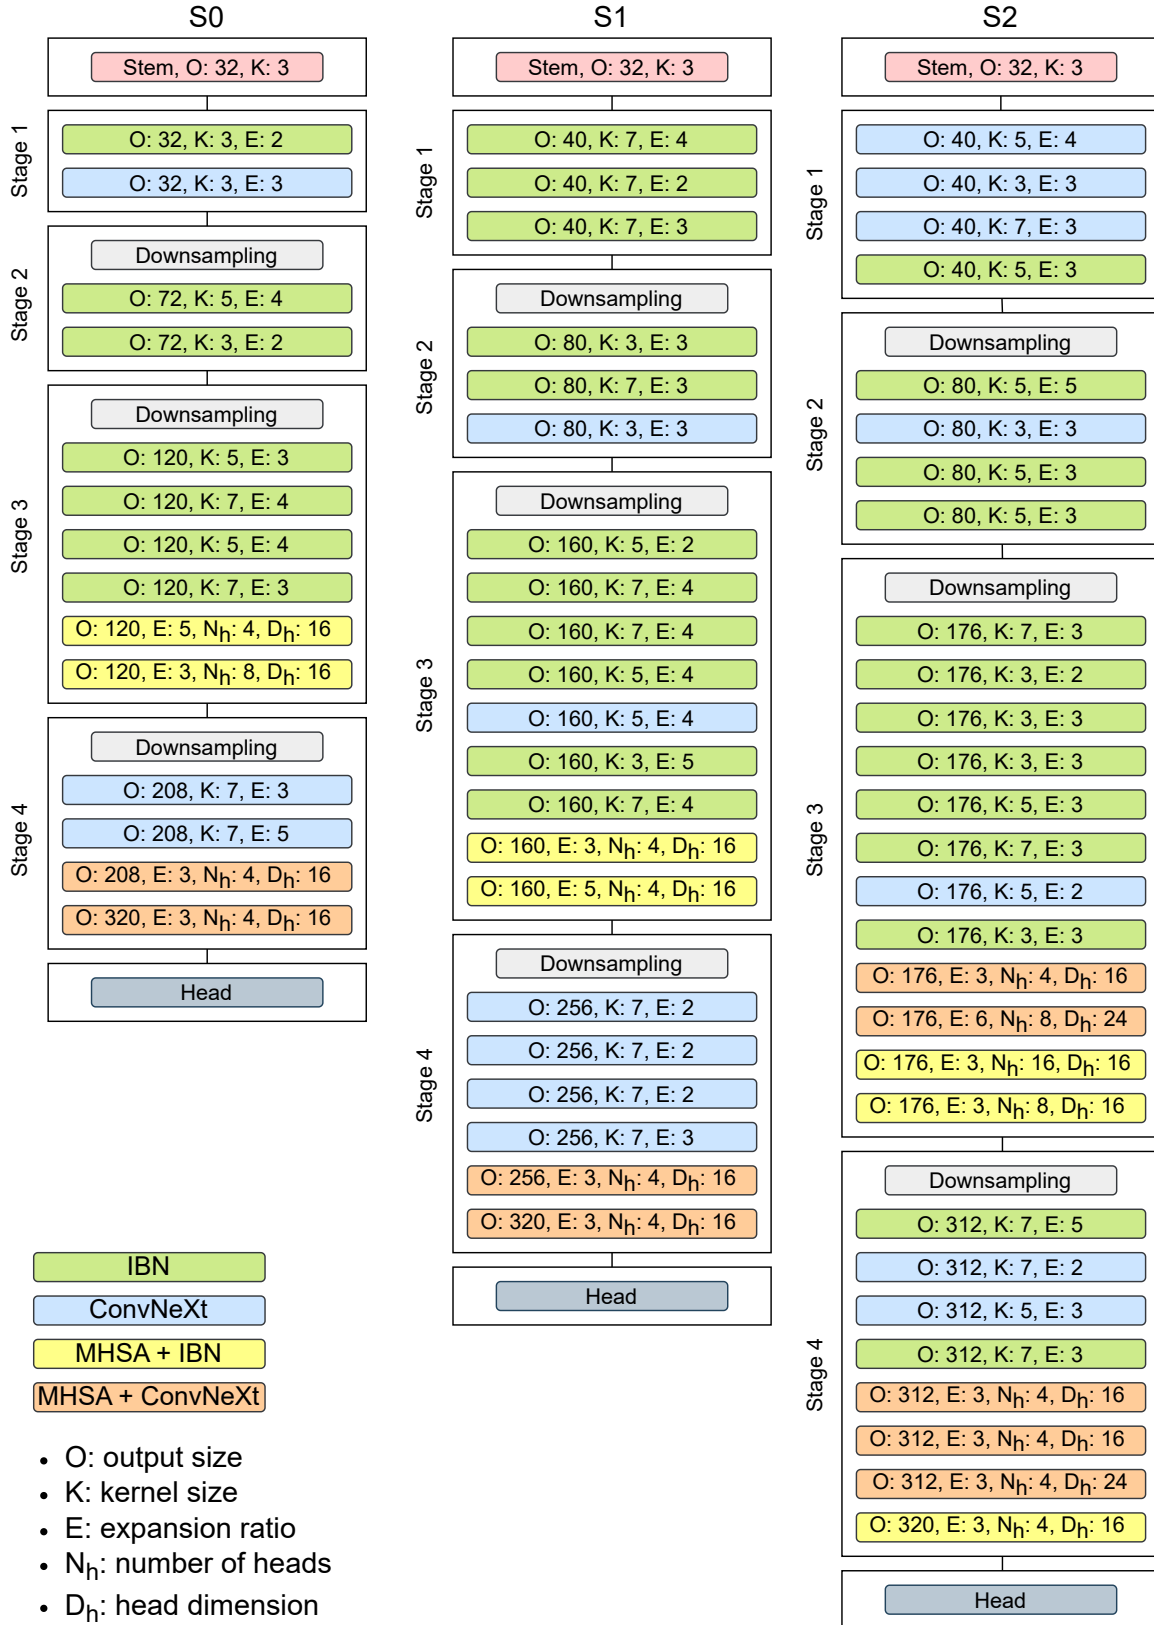 S0
Stem, O: 32, K: 3
Stage 1
O: 32, K: 3, E: 2
O: 32, K: 3, E: 3
Stage 2
Downsampling
O: 72, K: 5, E: 4
O: 72, K: 3, E: 2
Stage 3
Downsampling
O: 120, K: 5, E: 3
O: 120, K: 7, E: 4
O: 120, K: 5, E: 4
O: 120, K: 7, E: 3
O: 120, E: 5, Nh: 4, Dh: 16
O: 120, E: 3, Nh: 8, Dh: 16
Stage 4
Downsampling
O: 208, K: 7, E: 3
O: 208, K: 7, E: 5
O: 208, E: 3, Nh: 4, Dh: 16
O: 320, E: 3, Nh: 4, Dh: 16
Head
S1
Stem, O: 32, K: 3
Stage 1
O: 40, K: 7, E: 4
O: 40, K: 7, E: 2
O: 40, K: 7, E: 3
Stage 2
Downsampling
O: 80, K: 3, E: 3
O: 80, K: 7, E: 3
O: 80, K: 3, E: 3
Stage 3
Downsampling
O: 160, K: 5, E: 2
O: 160, K: 7, E: 4
O: 160, K: 7, E: 4
O: 160, K: 5, E: 4
O: 160, K: 5, E: 4
O: 160, K: 3, E: 5
O: 160, K: 7, E: 4
O: 160, E: 3, Nh: 4, Dh: 16
O: 160, E: 5, Nh: 4, Dh: 16
Stage 4
Downsampling
O: 256, K: 7, E: 2
O: 256, K: 7, E: 2
O: 256, K: 7, E: 2
O: 256, K: 7, E: 3
O: 256, E: 3, Nh: 4, Dh: 16
O: 320, E: 3, Nh: 4, Dh: 16
Head
S2
Stem, O: 32, K: 3
Stage 1
O: 40, K: 5, E: 4
O: 40, K: 3, E: 3
O: 40, K: 7, E: 3
O: 40, K: 5, E: 3
Stage 2
Downsampling
O: 80, K: 5, E: 5
O: 80, K: 3, E: 3
O: 80, K: 5, E: 3
O: 80, K: 5, E: 3
Stage 3
Downsampling
O: 176, K: 7, E: 3
O: 176, K: 3, E: 2
O: 176, K: 3, E: 3
O: 176, K: 3, E: 3
O: 176, K: 5, E: 3
O: 176, K: 7, E: 3
O: 176, K: 5, E: 2
O: 176, K: 3, E: 3
O: 176, E: 3, Nh: 4, Dh: 16
O: 176, E: 6, Nh: 8, Dh: 24
O: 176, E: 3, Nh: 16, Dh: 16
O: 176, E: 3, Nh: 8, Dh: 16
Stage 4
Downsampling
O: 312, K: 7, E: 5
O: 312, K: 7, E: 2
O: 312, K: 5, E: 3
O: 312, K: 7, E: 3
O: 312, E: 3, Nh: 4, Dh: 16
O: 312, E: 3, Nh: 4, Dh: 16
O: 312, E: 3, Nh: 4, Dh: 24
O: 320, E: 3, Nh: 4, Dh: 16
Head
IBN
ConvNeXt
MHSA + IBN
MHSA + ConvNeXt
• O: output size
• K: kernel size
• E: expansion ratio
• Nh: number of heads
• Dh: head dimension